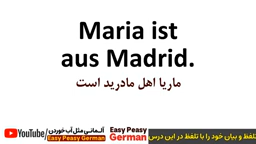 Maria ist
aus Madrid.
ماریا اهل مادرید است
YouTube/ آلمانی مثل آب خوردن
Easy Peasy German
Easy Peasy
German
تلفظ و بیان خود را با تلفظ در این درس